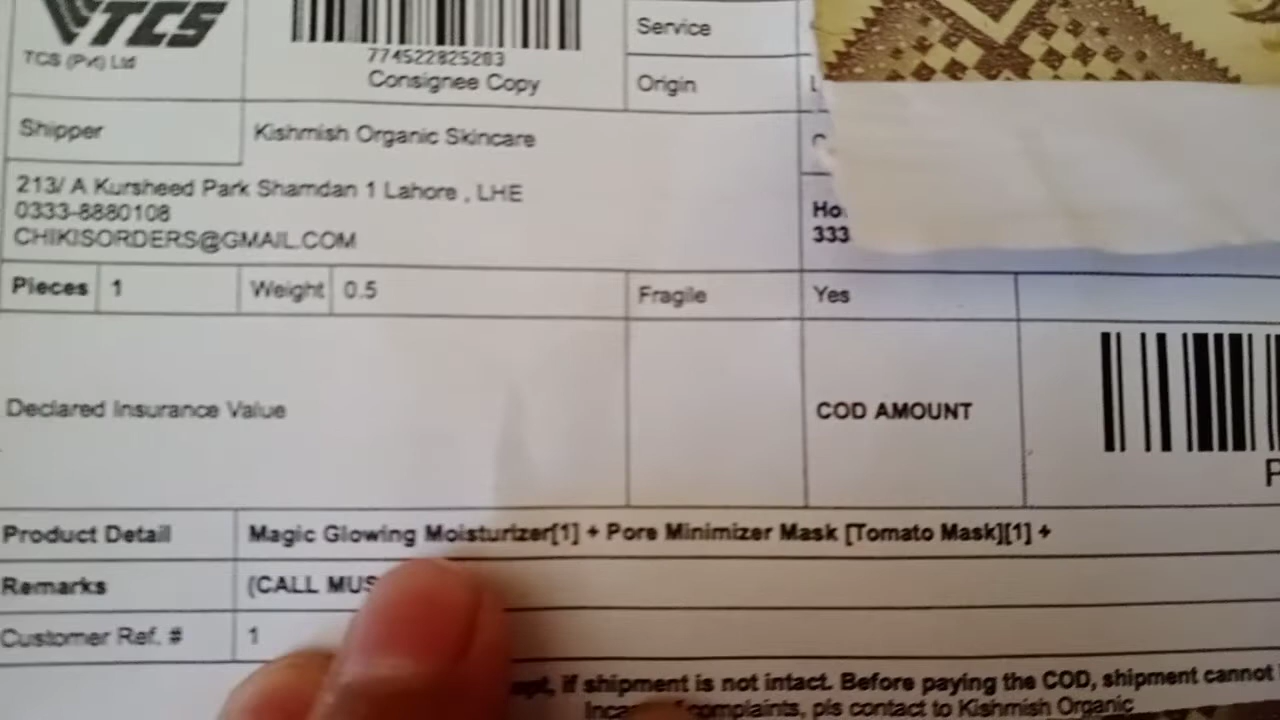 TCS
TCS (Pvt) Ltd
774522825203
Consignee Copy
Service
Origin
Shipper
Kishmish Organic Skincare
213/ A Kursheed Park Shamdan 1 Lahore , LHE
0333-8880108
CHIKISORDERS@GMAIL.COM
333
Pieces 1 Weight 0.5 Fragile Yes
Declared Insurance Value
COD AMOUNT
Product Detail Magic Glowing Moisturizer[1] + Pore Minimizer Mask [Tomato Mask][1] +
Remarks (CALL
Customer Ref. # 1
if shipment is not intact. Before paying the COD, shipment cannot
complaints, pls contact to Kishmish Organic